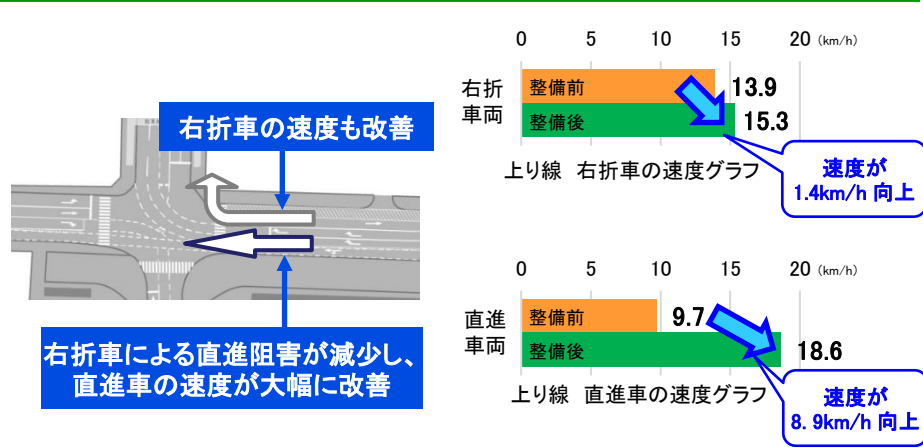 右折車の速度も改善
右折車による直進阻害が減少し、
直進車の速度が大幅に改善
0 5 10 15 20 (km/h)
右折
車両
整備前 13.9
整備後 15.3
上り線 右折車の速度グラフ
速度が
1.4km/h 向上
0 5 10 15 20 (km/h)
直進
車両
整備前 9.7
整備後 18.6
上り線 直進車の速度グラフ
速度が
8.9km/h 向上